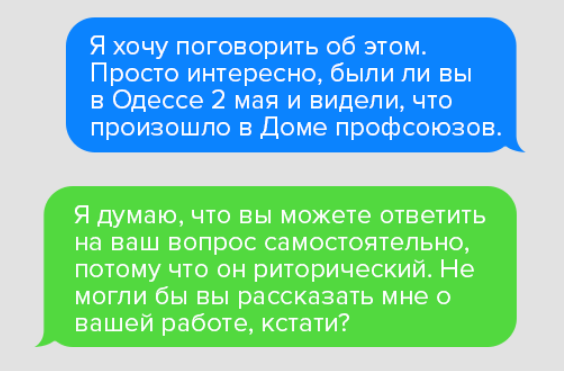 Я хочу поговорить об этом.
Просто интересно, были ли вы
в Одессе 2 мая и видели, что
произошло в Доме профсоюзов.
Я думаю, что вы можете ответить
на ваш вопрос самостоятельно,
потому что он риторический. Не
могли бы вы рассказать мне о
вашей работе, кстати?